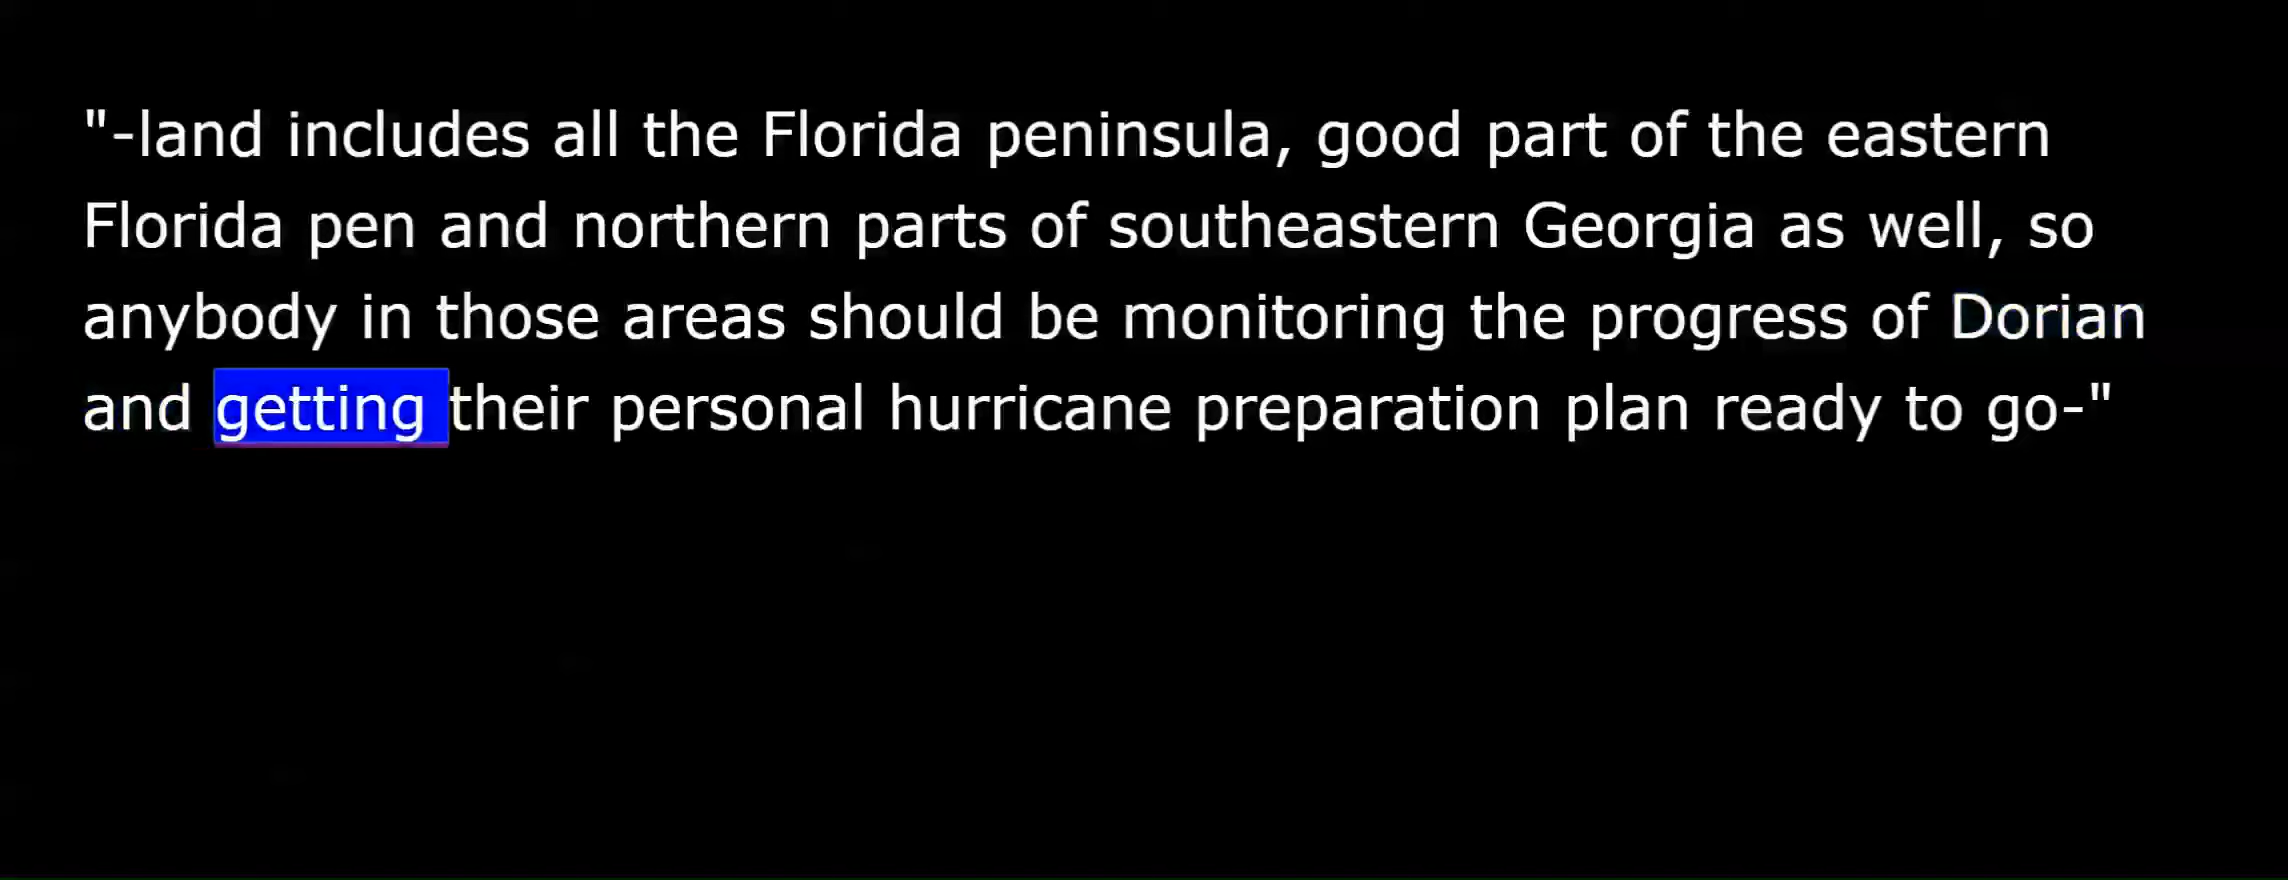 "-land includes all the Florida peninsula, good part of the eastern
Florida pen and northern parts of southeastern Georgia as well, so
anybody in those areas should be monitoring the progress of Dorian
and getting their personal hurricane preparation plan ready to go-"